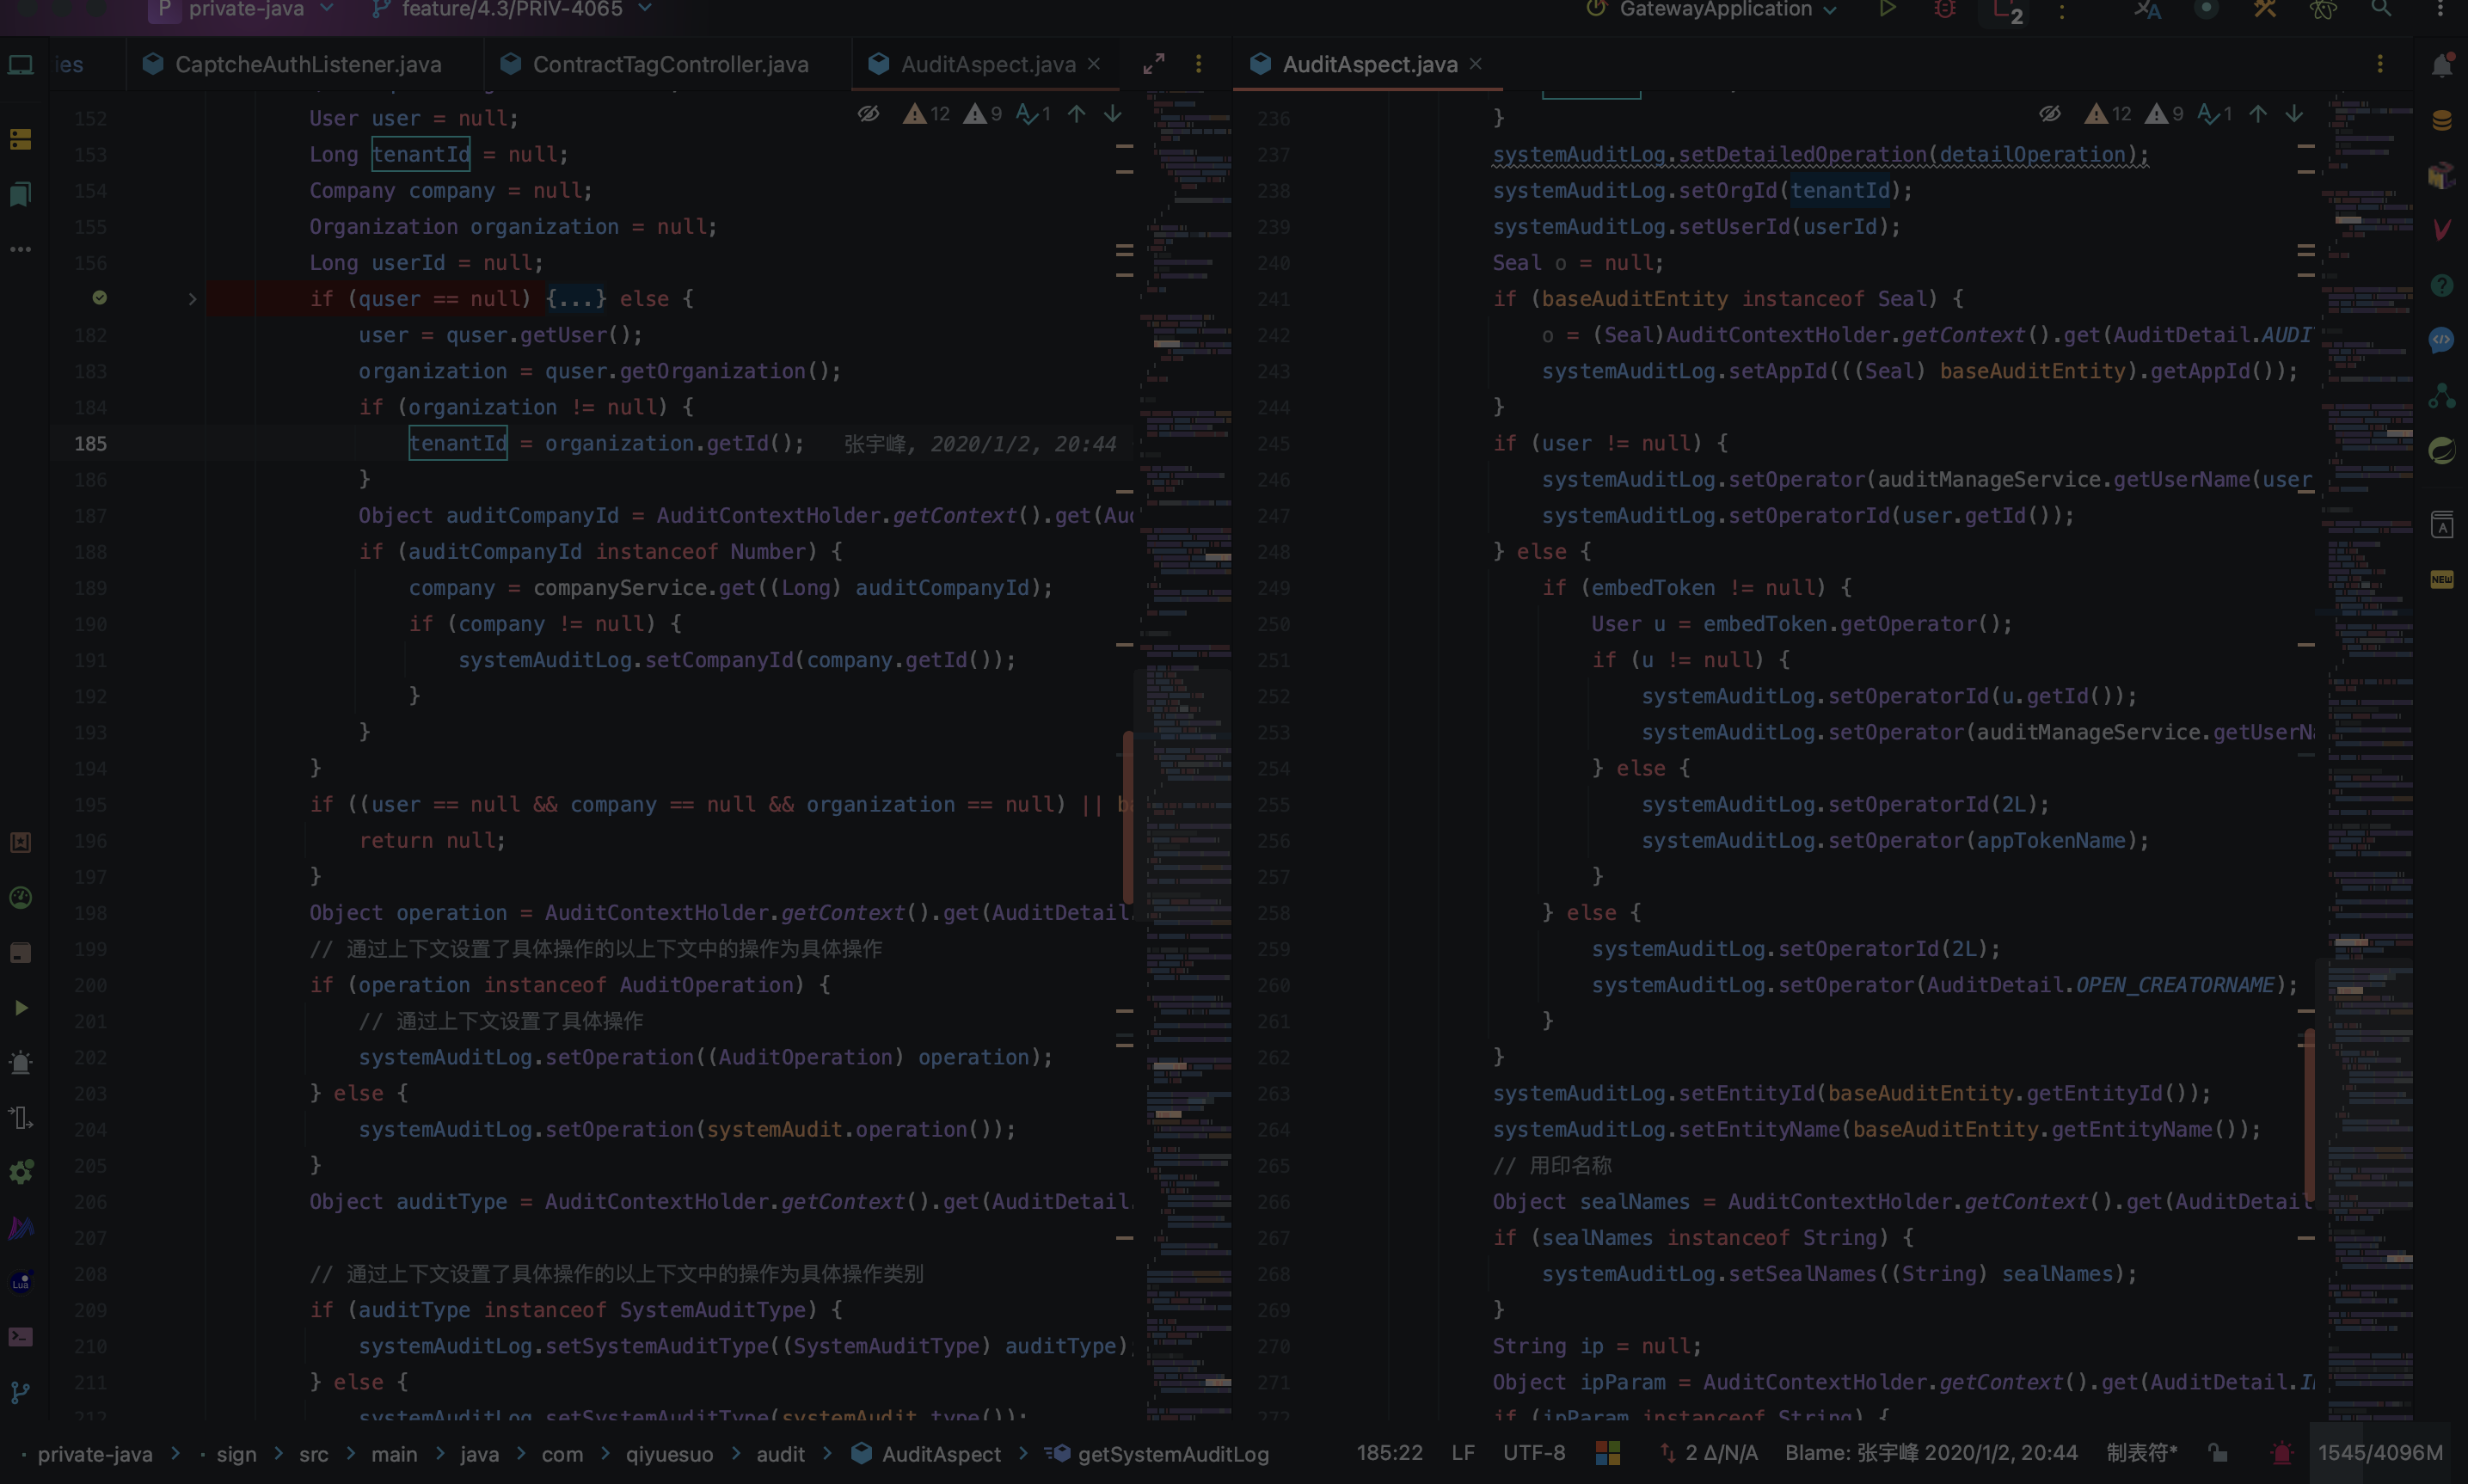 P private-java feature/4.3/PRIV-4065 GatewayApplication 2
ies CaptcheAuthListener.java ContractTagController.java AuditAspect.java
12 9 1
152 User user = null;
153 Long tenantId = null;
154 Company company = null;
155 Organization organization = null;
156 Long userId = null;
if (quser == null) {...} else {
182 user = quser.getUser();
183 organization = quser.getOrganization();
184 if (organization != null) {
185 tenantId = organization.getId(); 张宇峰, 2020/1/2, 20:44
186 }
187 Object auditCompanyId = AuditContextHolder.getContext().get(Aud
188 if (auditCompanyId instanceof Number) {
189 company = companyService.get((Long) auditCompanyId);
190 if (company != null) {
191 systemAuditLog.setCompanyId(company.getId());
192 }
193 }
194 }
195 if ((user == null && company == null && organization == null) || ba
196 return null;
197 }
198 Object operation = AuditContextHolder.getContext().get(AuditDetail.
199 // 通过上下文设置了具体操作的以上下文中的操作为具体操作
200 if (operation instanceof AuditOperation) {
201 // 通过上下文设置了具体操作
202 systemAuditLog.setOperation((AuditOperation) operation);
203 } else {
204 systemAuditLog.setOperation(systemAudit.operation());
205 }
206 Object auditType = AuditContextHolder.getContext().get(AuditDetail.
207
208 // 通过上下文设置了具体操作的以上下文中的操作为具体操作类别
209 if (auditType instanceof SystemAuditType) {
210 systemAuditLog.setSystemAuditType((SystemAuditType) auditType)
211 } else {
212 systemAuditLog.setSystemAuditType(systemAudit.type());
AuditAspect.java
12 9 1
236 }
237 systemAuditLog.setDetailedOperation(detailOperation);
238 systemAuditLog.setOrgId(tenantId);
239 systemAuditLog.setUserId(userId);
240 Seal o = null;
241 if (baseAuditEntity instanceof Seal) {
242 o = (Seal)AuditContextHolder.getContext().get(AuditDetail.AUDI
243 systemAuditLog.setAppId(((Seal) baseAuditEntity).getAppId());
244 }
245 if (user != null) {
246 systemAuditLog.setOperator(auditManageService.getUserName(user
247 systemAuditLog.setOperatorId(user.getId());
248 } else {
249 if (embedToken != null) {
250 User u = embedToken.getOperator();
251 if (u != null) {
252 systemAuditLog.setOperatorId(u.getId());
253 systemAuditLog.setOperator(auditManageService.getUserNa
254 } else {
255 systemAuditLog.setOperatorId(2L);
256 systemAuditLog.setOperator(appTokenName);
257 }
258 } else {
259 systemAuditLog.setOperatorId(2L);
260 systemAuditLog.setOperator(AuditDetail.OPEN_CREATORNAME);
261 }
262 }
263 systemAuditLog.setEntityId(baseAuditEntity.getEntityId());
264 systemAuditLog.setEntityName(baseAuditEntity.getEntityName());
265 // 用印名称
266 Object sealNames = AuditContextHolder.getContext().get(AuditDetail
267 if (sealNames instanceof String) {
268 systemAuditLog.setSealNames((String) sealNames);
269 }
270 String ip = null;
271 Object ipParam = AuditContextHolder.getContext().get(AuditDetail.I
272 if (ipParam instanceof String) {
A
NEW
Lua
private-java > sign > src > main > java > com > qiyuesuo > audit > AuditAspect > getSystemAuditLog 185:22 LF UTF-8 2 Δ/N/A Blame: 张宇峰 2020/1/2, 20:44 制表符* 1545/4096M